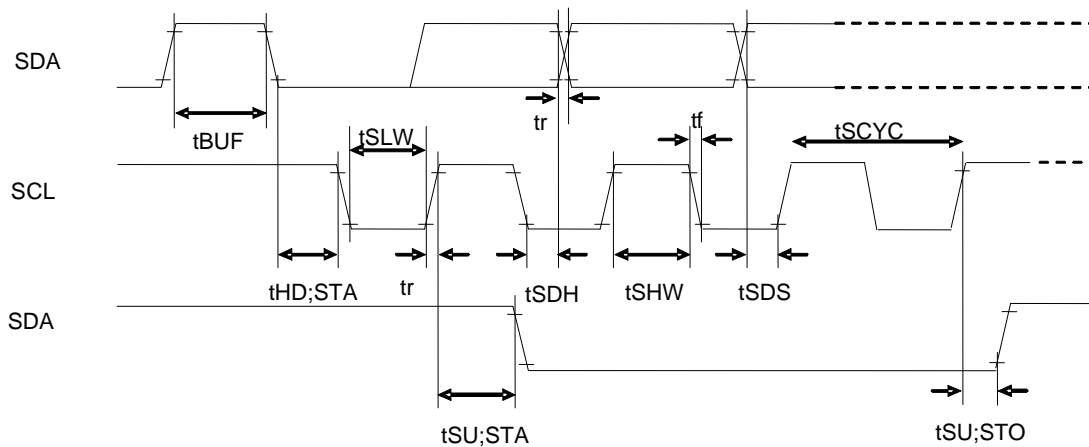 SDA
tBUF
tSLW
tr
tf
tSCYC
SCL
tHD;STA
tr
tSDH
tSHW
tSDS
SDA
tSU;STA
tSU;STO